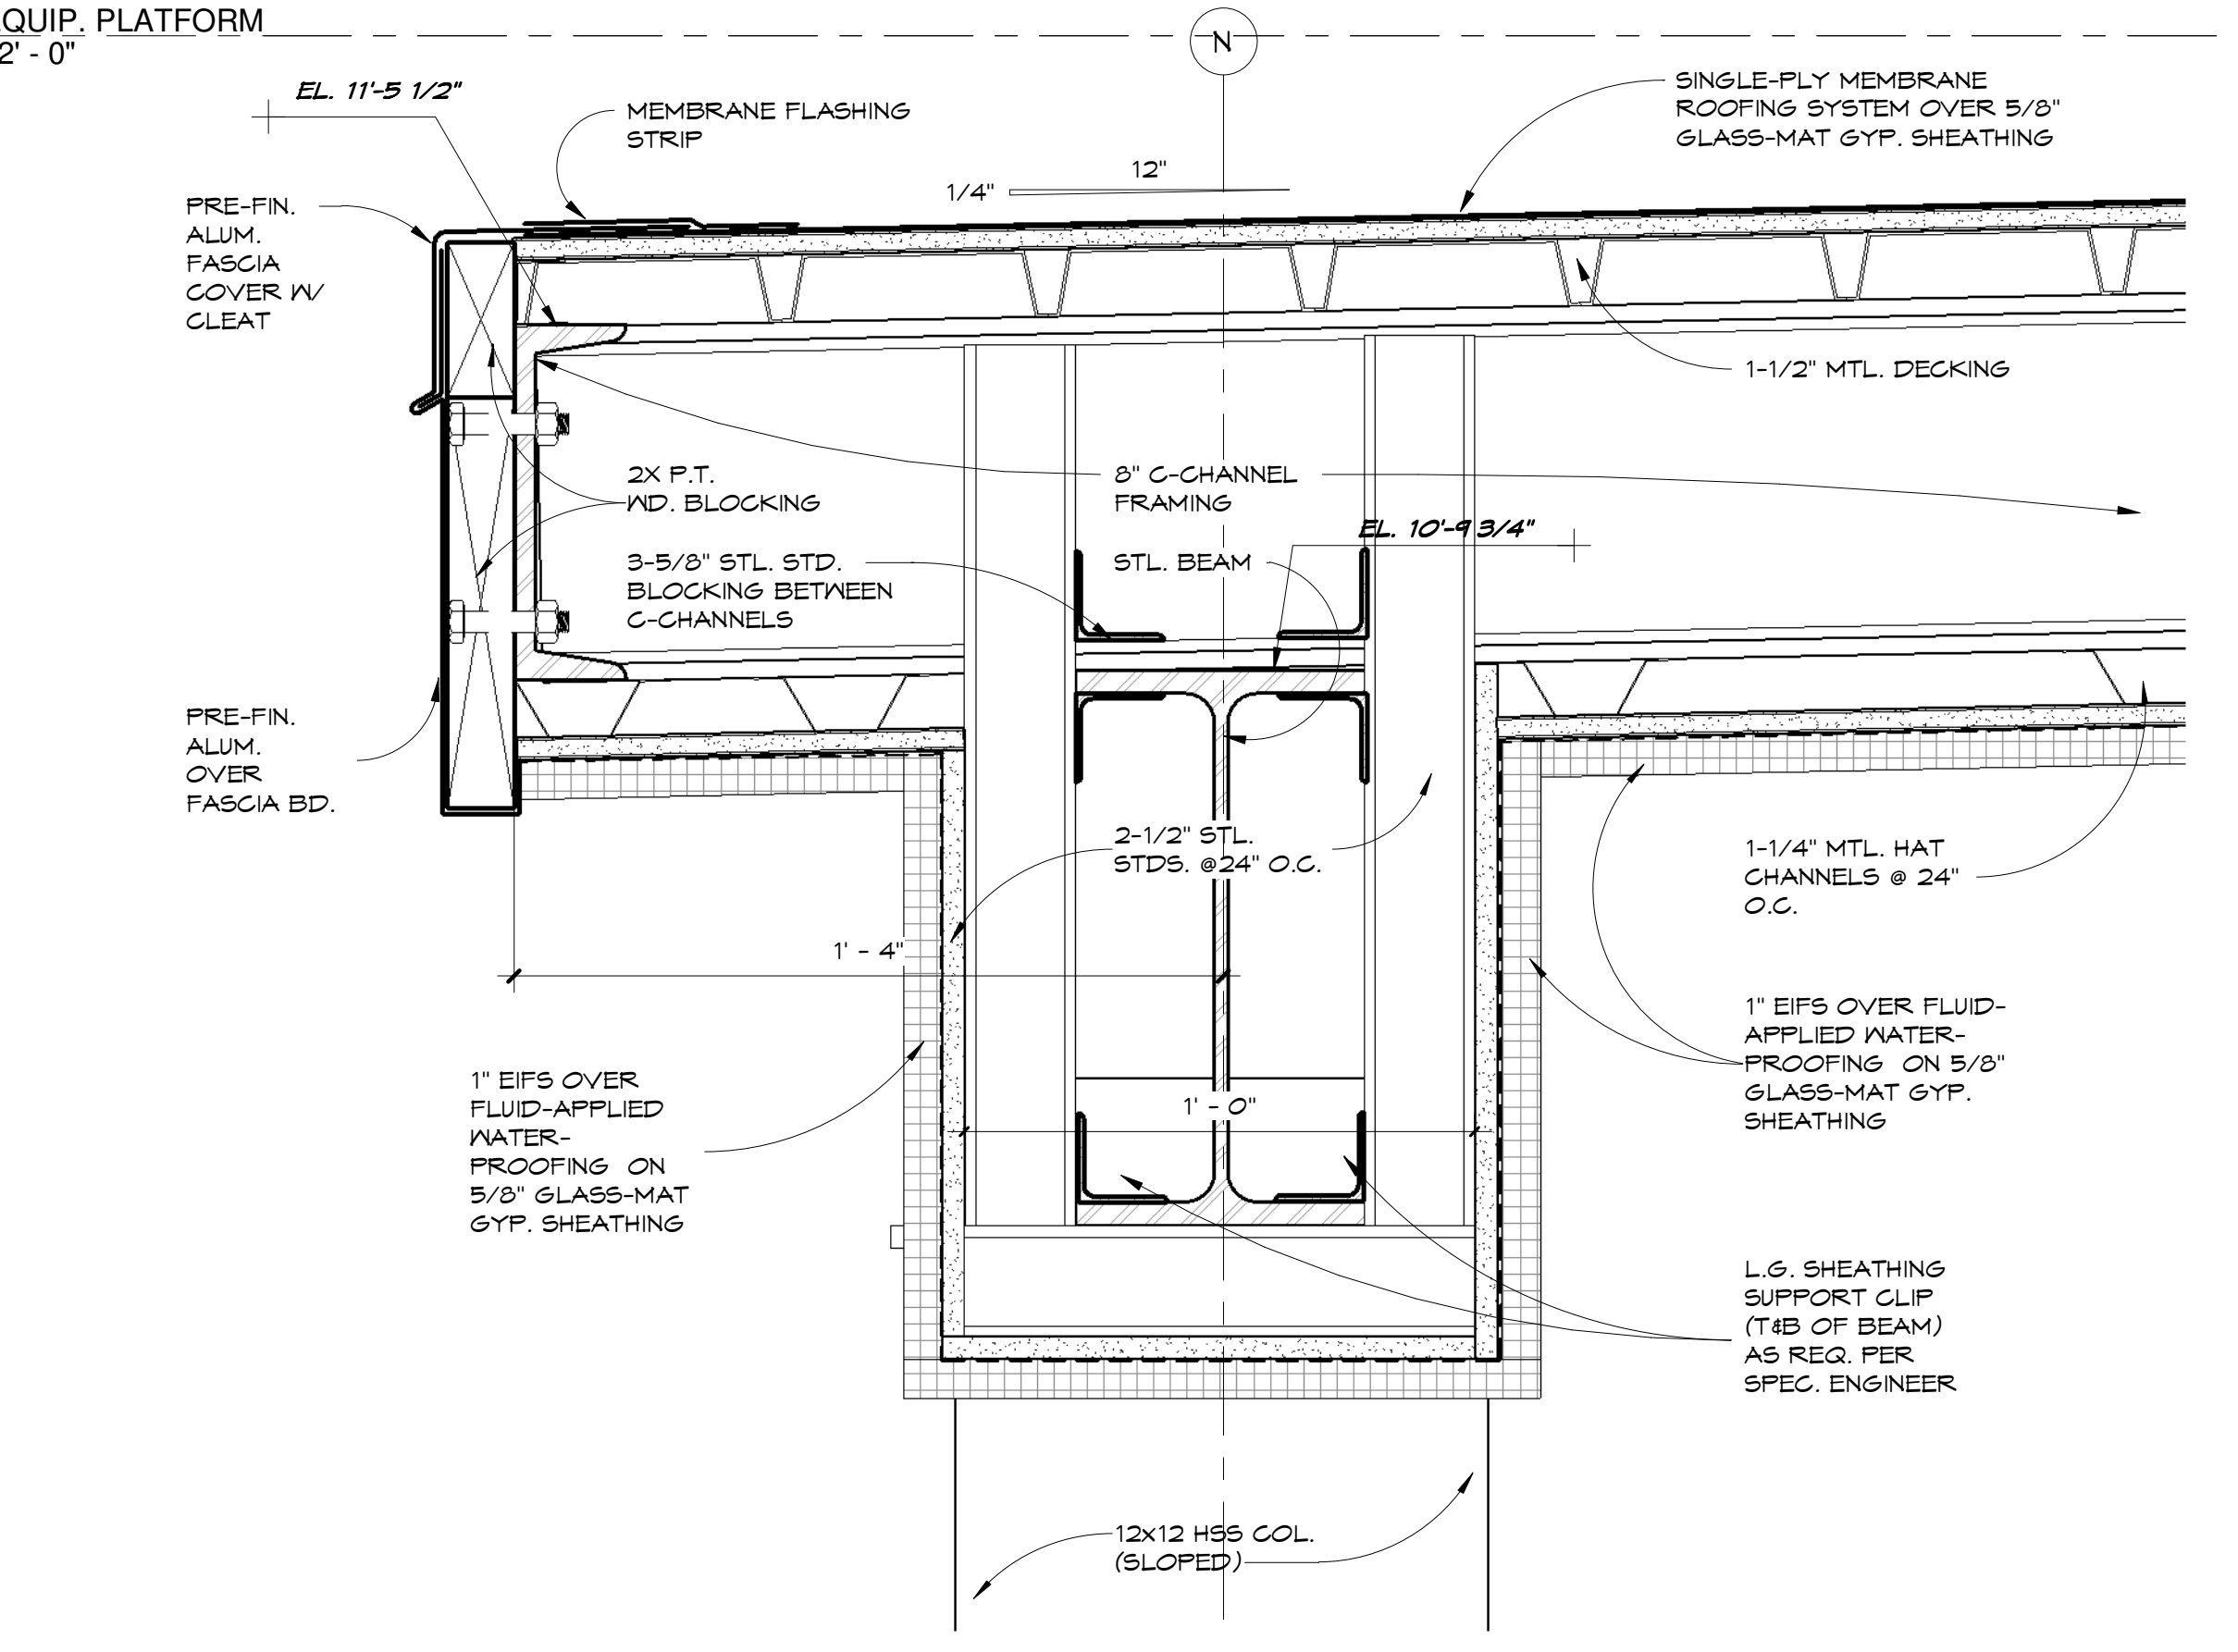 QUIP. PLATFORM
2' - 0"
N
EL. 11'-5 1/2"
MEMBRANE FLASHING
STRIP
SINGLE-PLY MEMBRANE
ROOFING SYSTEM OVER 5/8"
GLASS-MAT GYP. SHEATHING
12"
1/4"
PRE-FIN.
ALUM.
FASCIA
COVER W/
CLEAT
1-1/2" MTL. DECKING
2X P.T.
WD. BLOCKING
8" C-CHANNEL
FRAMING
EL. 10'-9 3/4"
3-5/8" STL. STD.
BLOCKING BETWEEN
C-CHANNELS
STL. BEAM
PRE-FIN.
ALUM.
OVER
FASCIA BD.
2-1/2" STL.
STDS. @24" O.C.
1-1/4" MTL. HAT
CHANNELS @ 24"
O.C.
1' - 4"
1" EIFS OVER FLUID-
APPLIED WATER-
PROOFING ON 5/8"
GLASS-MAT GYP.
SHEATHING
1" EIFS OVER
FLUID-APPLIED
WATER-
PROOFING ON
5/8" GLASS-MAT
GYP. SHEATHING
1' - 0"
L.G. SHEATHING
SUPPORT CLIP
(T&B OF BEAM)
AS REQ. PER
SPEC. ENGINEER
12x12 HSS COL.
(SLOPED)